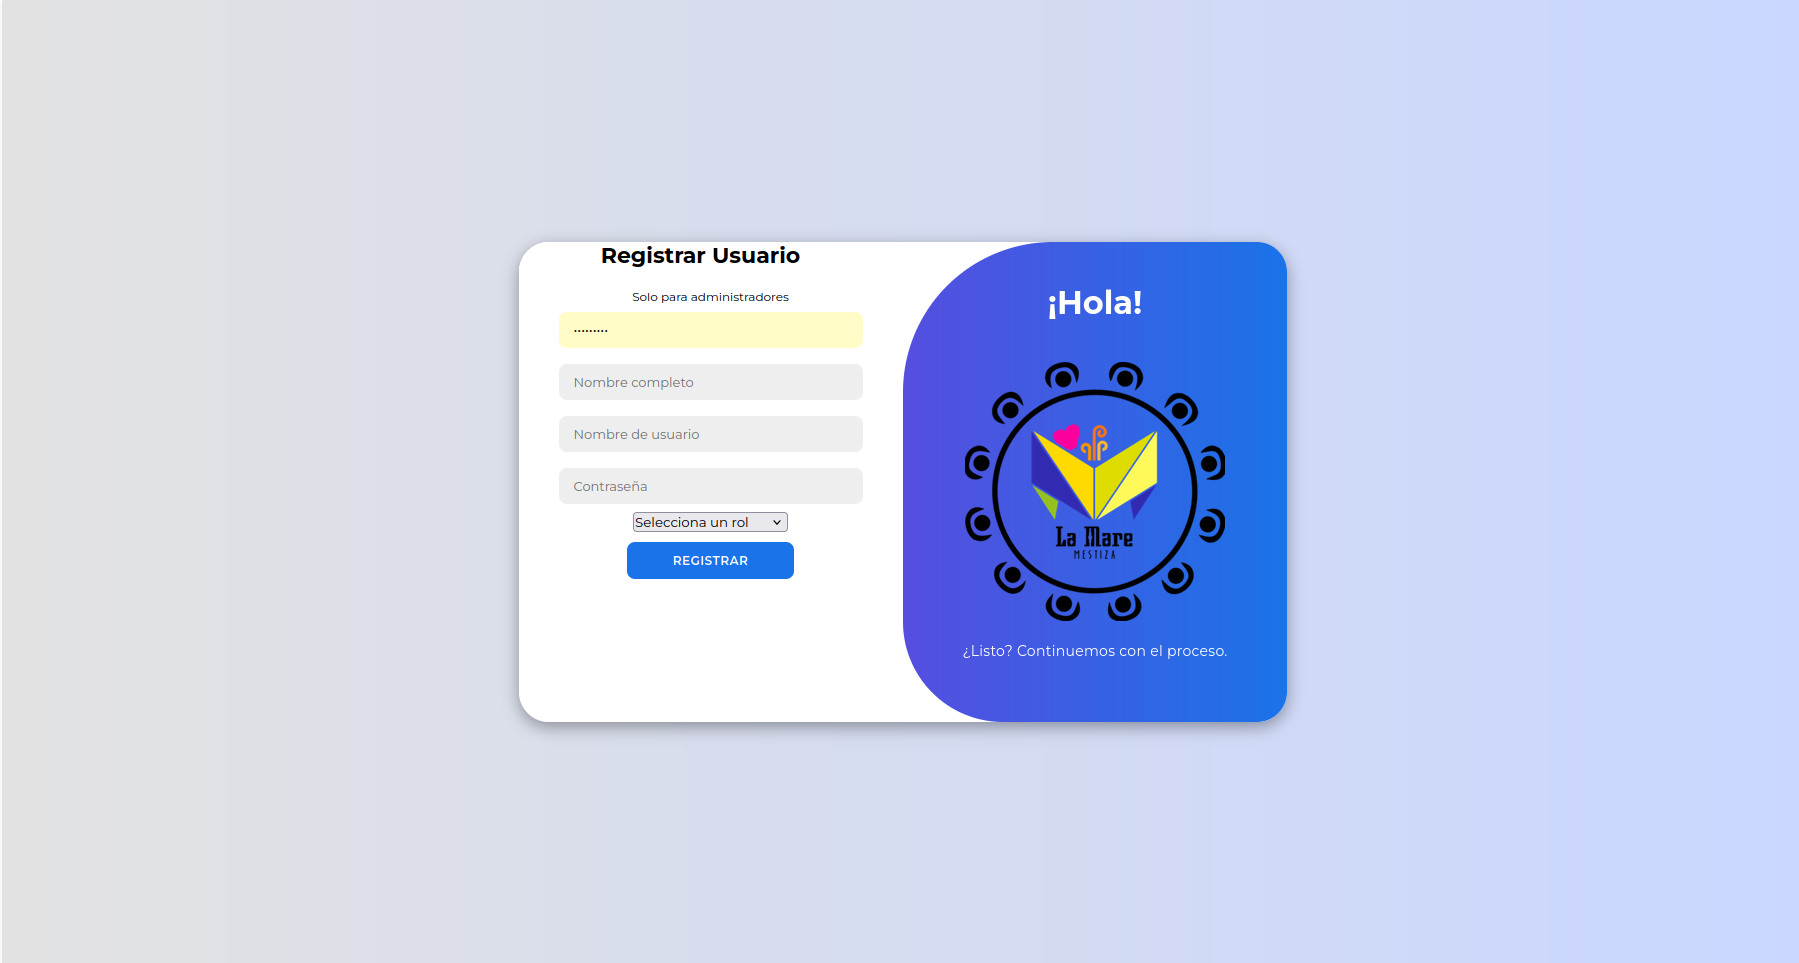 Registrar Usuario
Solo para administradores
•••••••••
Nombre completo
Nombre de usuario
Contraseña
Selecciona un rol
REGISTRAR
¡Hola!
La Mare
MESTIZA
¿Listo? Continuemos con el proceso.